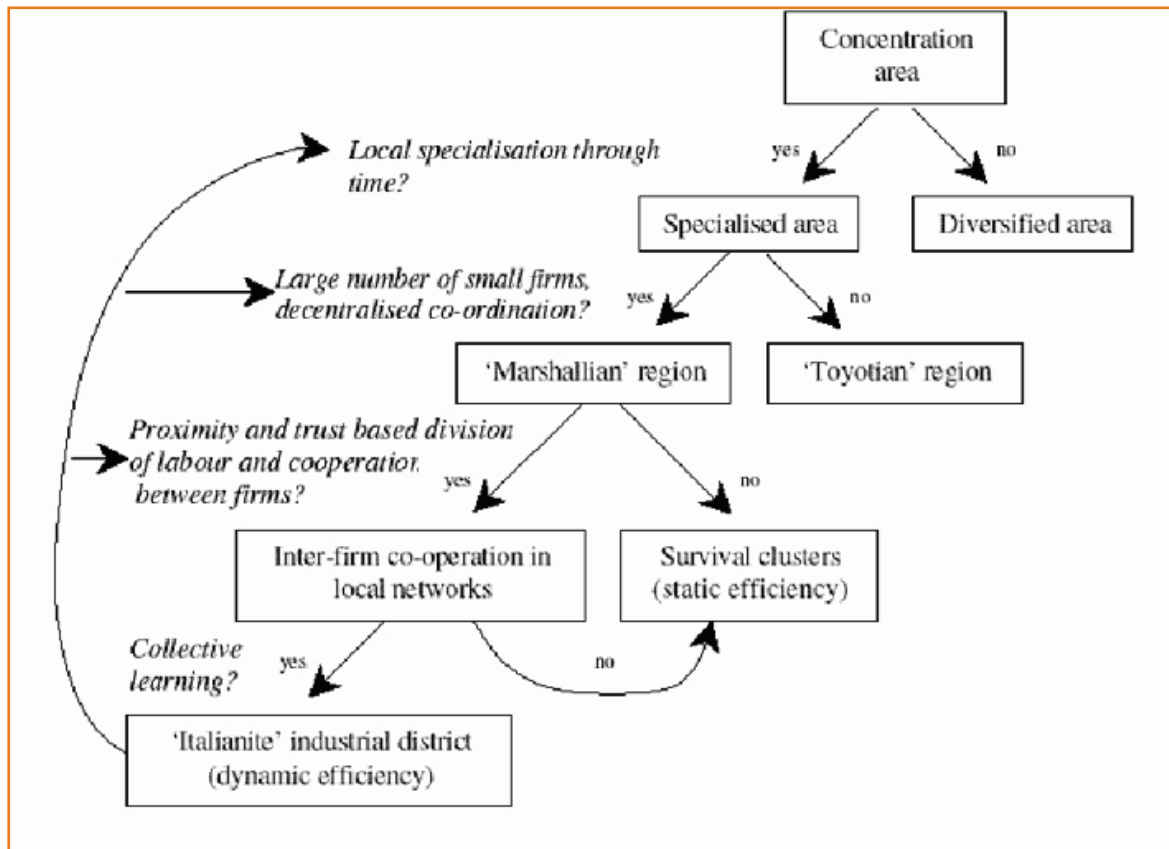 Concentration
area
Local specialisation through
time?
yes
no
Specialised area
Diversified area
Large number of small firms,
decentralised co-ordination?
yes
no
‘Marshallian’ region
‘Toyotian’ region
Proximity and trust based division
of labour and cooperation
between firms?
yes
no
Inter-firm co-operation in
local networks
Survival clusters
(static efficiency)
Collective
learning?
yes
no
‘Italianite’ industrial district
(dynamic efficiency)